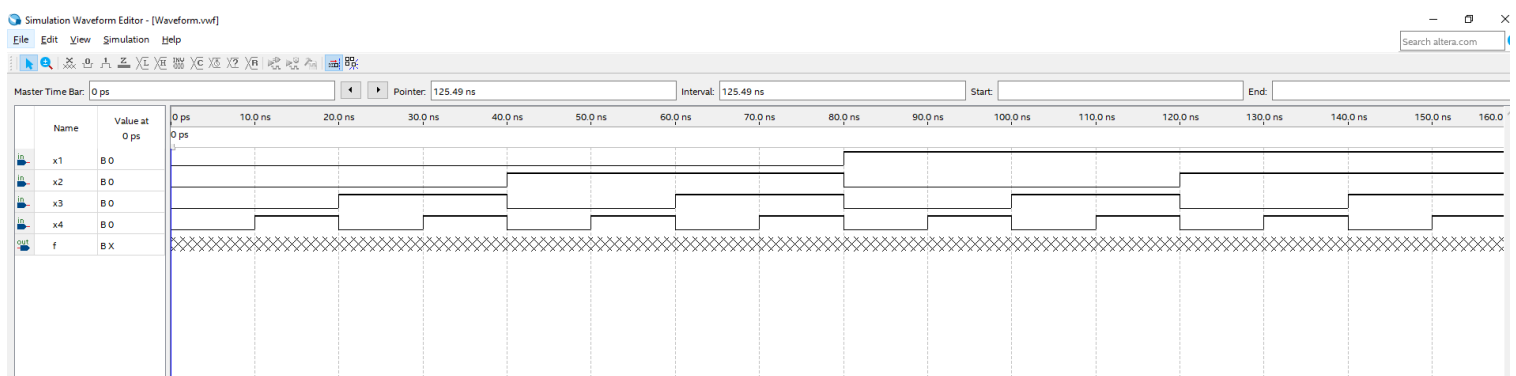 Simulation Waveform Editor - [Waveform.vwf]
File Edit View Simulation Help
Search altera.com
Master Time Bar: 0 ps Pointer: 125.49 ns Interval: 125.49 ns Start: End:
Name Value at 0 ps
0 ps 10.0 ns 20.0 ns 30.0 ns 40.0 ns 50.0 ns 60.0 ns 70.0 ns 80.0 ns 90.0 ns 100.0 ns 110.0 ns 120.0 ns 130.0 ns 140.0 ns 150.0 ns 160.0
0 ps
in x1 B 0
in x2 B 0
in x3 B 0
in x4 B 0
out f B X